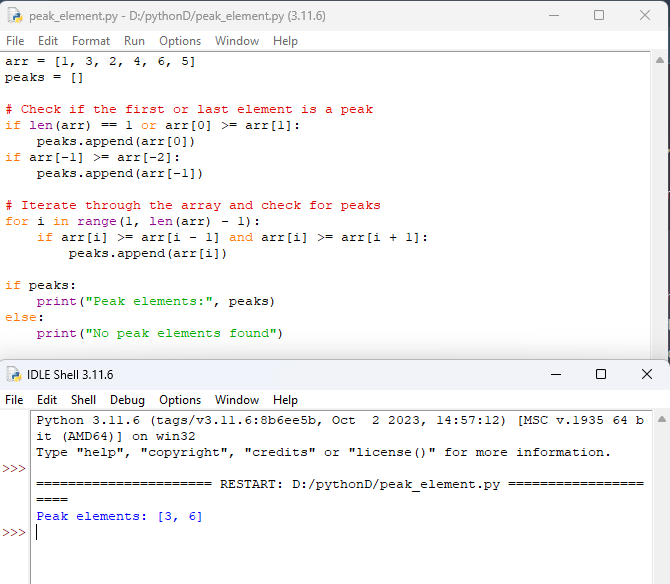 peak_element.py - D:/pythonD/peak_element.py (3.11.6)
File Edit Format Run Options Window Help
arr = [1, 3, 2, 4, 6, 5]
peaks = []

# Check if the first or last element is a peak
if len(arr) == 1 or arr[0] >= arr[1]:
    peaks.append(arr[0])
if arr[-1] >= arr[-2]:
    peaks.append(arr[-1])

# Iterate through the array and check for peaks
for i in range(1, len(arr) - 1):
    if arr[i] >= arr[i - 1] and arr[i] >= arr[i + 1]:
        peaks.append(arr[i])

if peaks:
    print("Peak elements:", peaks)
else:
    print("No peak elements found")
IDLE Shell 3.11.6
File Edit Shell Debug Options Window Help
Python 3.11.6 (tags/v3.11.6:8b6ee5b, Oct  2 2023, 14:57:12) [MSC v.1935 64 b
it (AMD64)] on win32
Type "help", "copyright", "credits" or "license()" for more information.
>>>
====================== RESTART: D:/pythonD/peak_element.py =================
====
Peak elements: [3, 6]
>>>